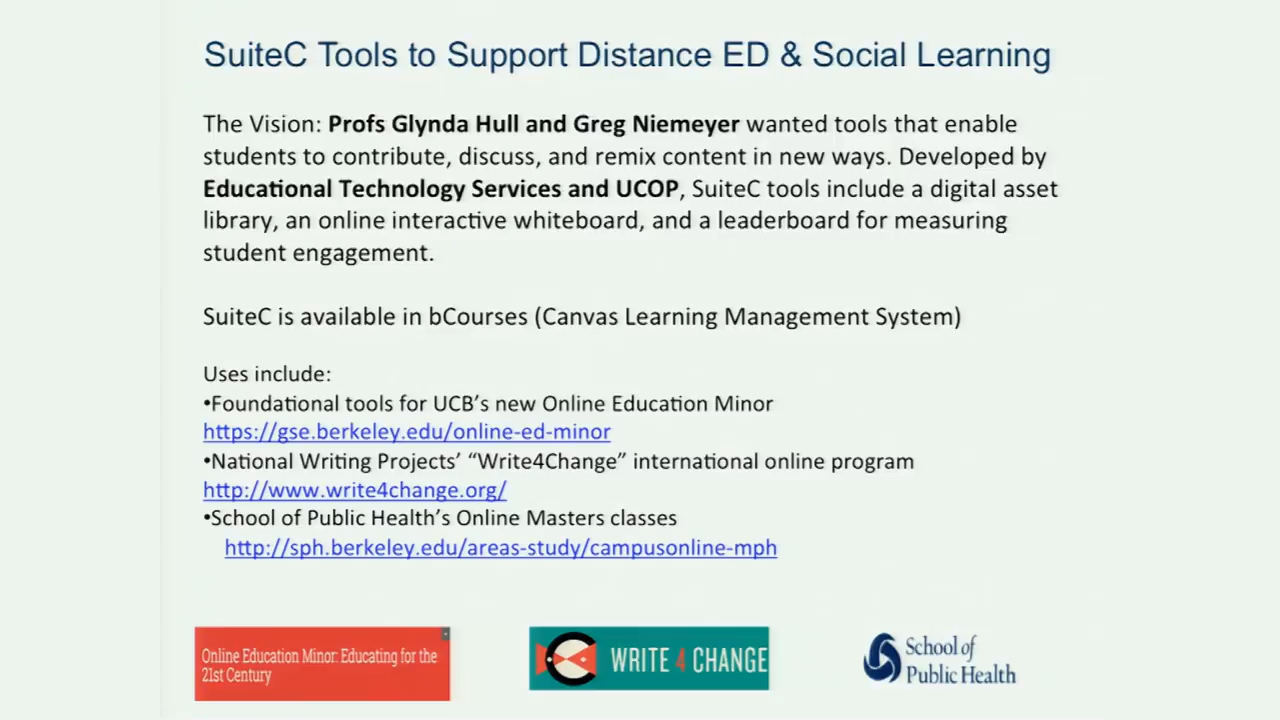 SuiteC Tools to Support Distance ED & Social Learning
The Vision: Profs Glynda Hull and Greg Niemeyer wanted tools that enable
students to contribute, discuss, and remix content in new ways. Developed by
Educational Technology Services and UCOP, SuiteC tools include a digital asset
library, an online interactive whiteboard, and a leaderboard for measuring
student engagement.
SuiteC is available in bCourses (Canvas Learning Management System)
Uses include:
•Foundational tools for UCB’s new Online Education Minor
https://gse.berkeley.edu/online-ed-minor
•National Writing Projects’ “Write4Change” international online program
http://www.write4change.org/
•School of Public Health’s Online Masters classes
http://sph.berkeley.edu/areas-study/campusonline-mph
Online Education Minor: Educating for the
21st Century
WRITE 4 CHANGE
School of
Public Health